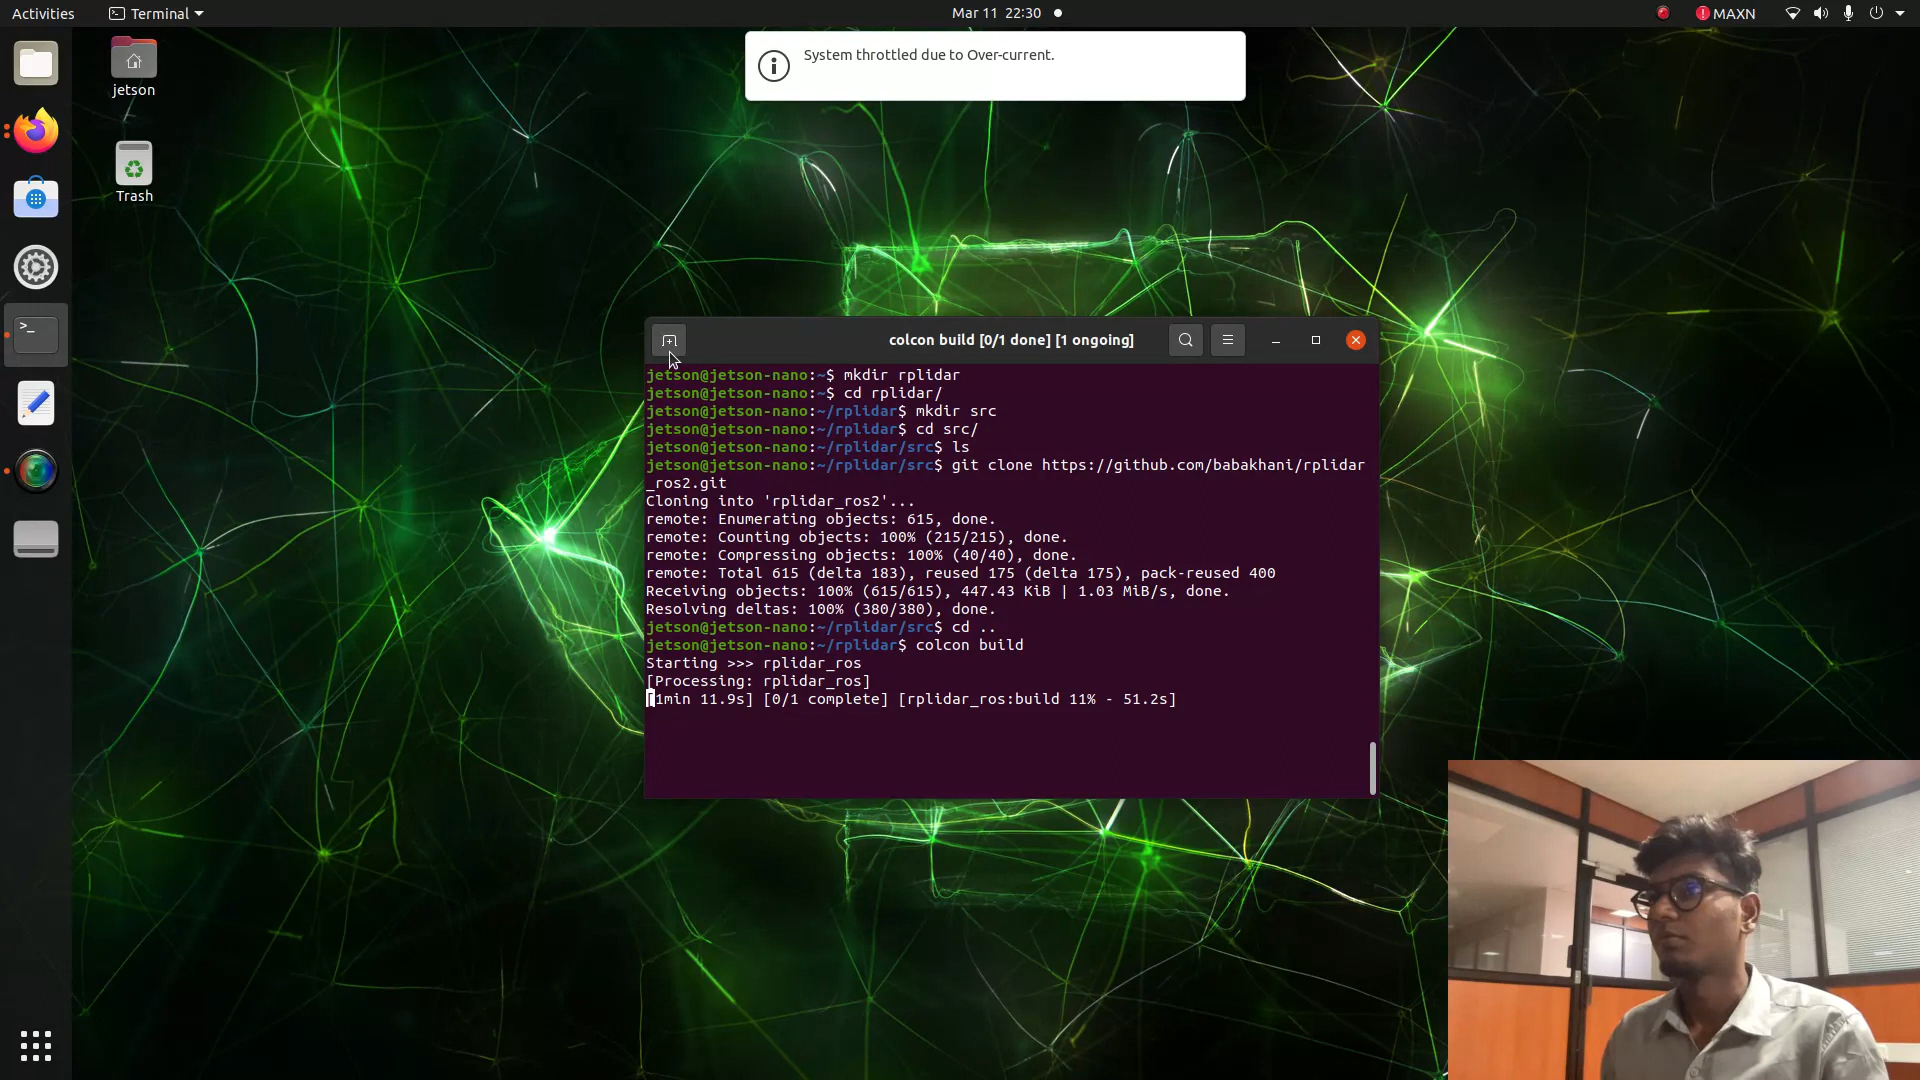 Activities
Terminal
Mar 11 22:30
MAXN
System throttled due to Over-current.
jetson
Trash
colcon build [0/1 done] [1 ongoing]
jetson@jetson-nano:~$ mkdir rplidar
jetson@jetson-nano:~$ cd rplidar/
jetson@jetson-nano:~/rplidar$ mkdir src
jetson@jetson-nano:~/rplidar$ cd src/
jetson@jetson-nano:~/rplidar/src$ ls
jetson@jetson-nano:~/rplidar/src$ git clone https://github.com/babakhani/rplidar
_ros2.git
Cloning into 'rplidar_ros2'...
remote: Enumerating objects: 615, done.
remote: Counting objects: 100% (215/215), done.
remote: Compressing objects: 100% (40/40), done.
remote: Total 615 (delta 183), reused 175 (delta 175), pack-reused 400
Receiving objects: 100% (615/615), 447.43 KiB | 1.03 MiB/s, done.
Resolving deltas: 100% (380/380), done.
jetson@jetson-nano:~/rplidar/src$ cd ..
jetson@jetson-nano:~/rplidar$ colcon build
Starting >>> rplidar_ros
[Processing: rplidar_ros]
[1min 11.9s] [0/1 complete] [rplidar_ros:build 11% - 51.2s]